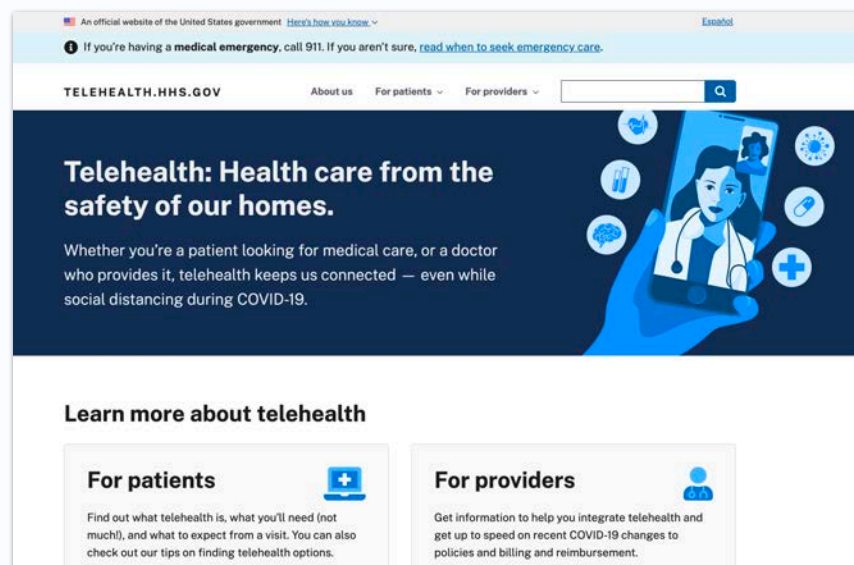 An official website of the United States government Here's how you know
Español
If you're having a medical emergency, call 911. If you aren't sure, read when to seek emergency care.
TELEHEALTH.HHS.GOV
About us For patients For providers
Telehealth: Health care from the
safety of our homes.
Whether you're a patient looking for medical care, or a doctor
who provides it, telehealth keeps us connected — even while
social distancing during COVID-19.
Learn more about telehealth
For patients
Find out what telehealth is, what you'll need (not
much!), and what to expect from a visit. You can also
check out our tips on finding telehealth options.
For providers
Get information to help you integrate telehealth and
get up to speed on recent COVID-19 changes to
policies and billing and reimbursement.